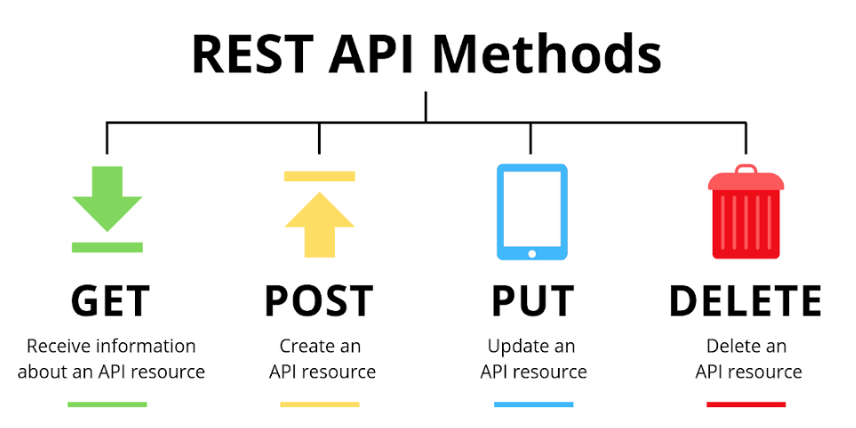 REST API Methods
GET
Receive information
about an API resource
POST
Create an
API resource
PUT
Update an
API resource
DELETE
Delete an
API resource